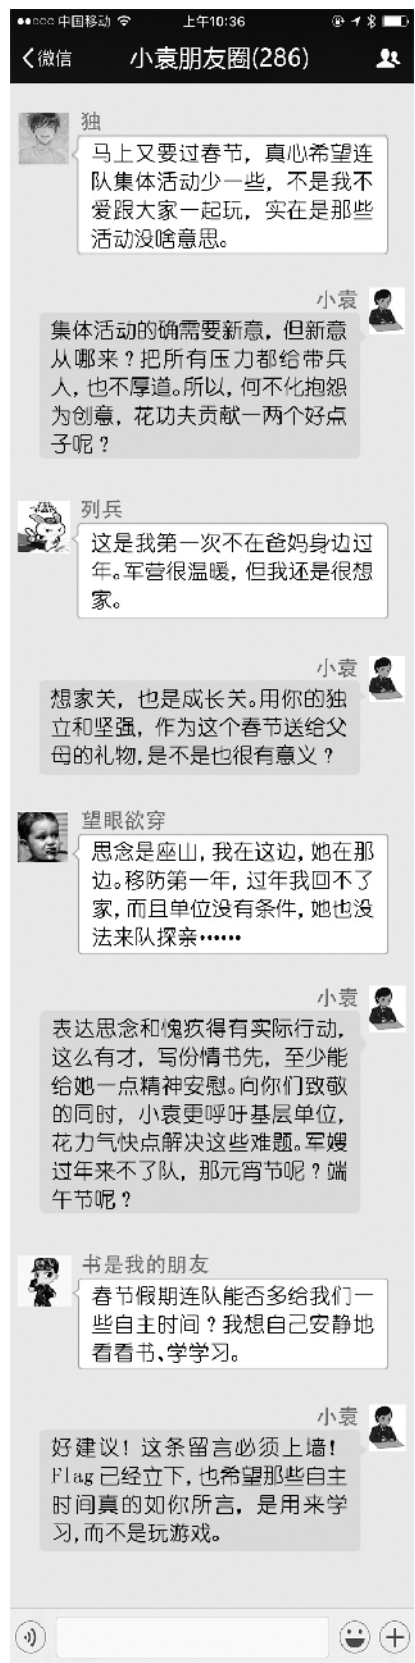 中国移动 上午10:36
微信 小袁朋友圈(286)
独
马上又要过春节，真心希望连
队集体活动少一些，不是我不
爱跟大家一起玩，实在是那些
活动没啥意思。
小袁
集体活动的确需要新意，但新意
从哪来？把所有压力都给带兵
人，也不厚道。所以，何不化抱怨
为创意，花功夫贡献一两个好点
子呢？
列兵
这是我第一次不在爸妈身边过
年。军营很温暖，但我还是很想
家。
小袁
想家关，也是成长关。用你的独
立和坚强，作为这个春节送给父
母的礼物，是不是也很有意义？
望眼欲穿
思念是座山，我在这边，她在那
边。移防第一年，过年我回不了
家，而且单位没有条件，她也没
法来队探亲……
小袁
表达思念和愧疚得有实际行动，
这么有才，写份情书先，至少能
给她一点精神安慰。向你们致敬
的同时，小袁更呼吁基层单位，
花力气快点解决这些难题。军嫂
过年来不了队，那元宵节呢？端
午节呢？
书是我的朋友
春节假期连队能否多给我们一
些自主时间？我想自己安静地
看看书、学学习。
小袁
好建议！这条留言必须上墙！
Flag已经立下，也希望那些自主
时间真的如你所言，是用来学
习，而不是玩游戏。